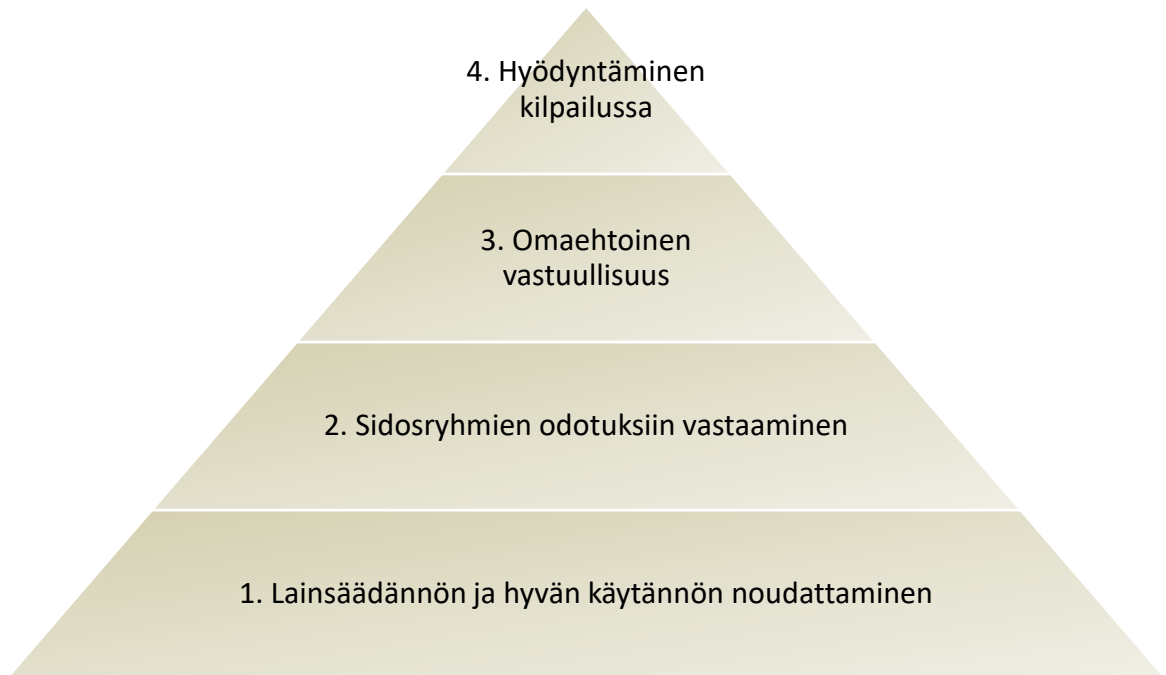 4. Hyödyntäminen
kilpailussa
3. Omaehtoinen
vastuullisuus
2. Sidosryhmien odotuksiin vastaaminen
1. Lainsäädännön ja hyvän käytännön noudattaminen